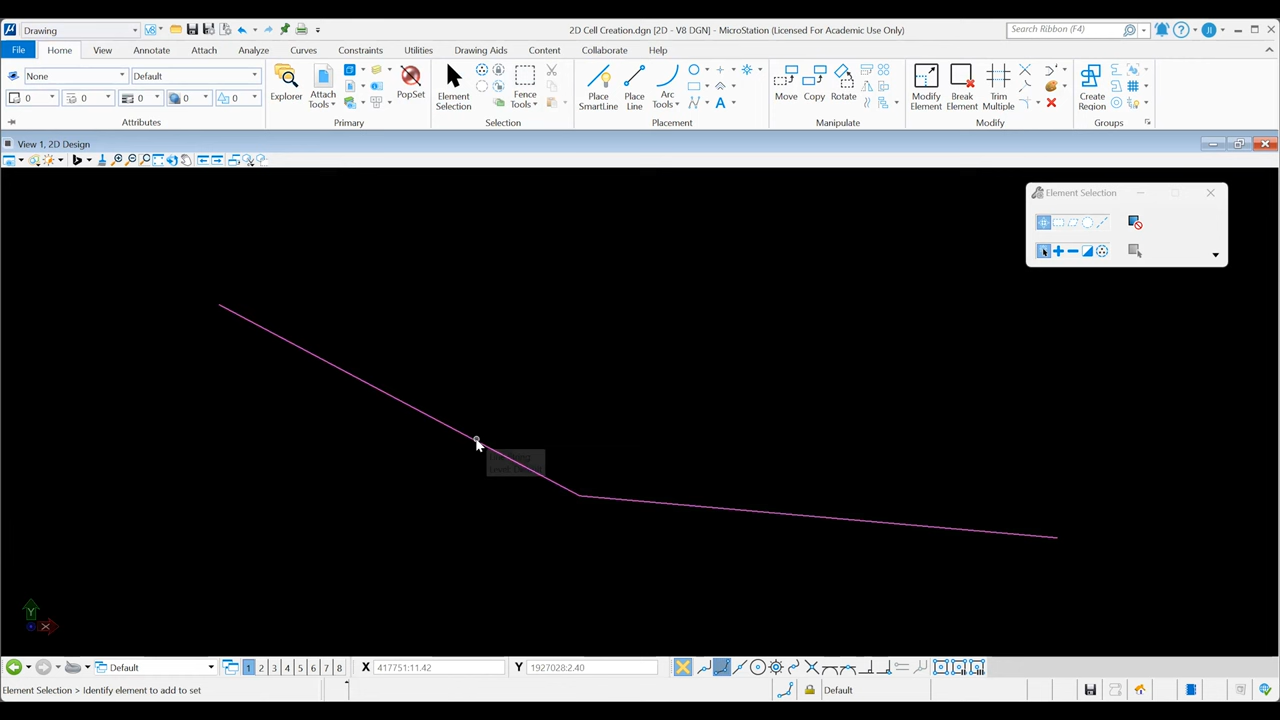 Drawing
2D Cell Creation.dgn [2D - V8 DGN] - MicroStation (Licensed For Academic Use Only)
Search Ribbon (F4)
JI
File Home View Annotate Attach Analyze Curves Constraints Utilities Drawing Aids Content Collaborate Help
None Default
0 0 0 0 0
Explorer
Attach Tools
PopSet
Element Selection
Fence Tools
Place SmartLine
Place Line
Arc Tools
Move
Copy
Rotate
Modify Element
Break Element
Trim Multiple
Create Region
Attributes Primary Selection Placement Manipulate Modify Groups
View 1, 2D Design
Element Selection
Y
X
Default
1 2 3 4 5 6 7 8
X 417751:11.42
Y 1927028:2.40
Element Selection > Identify element to add to set
Default